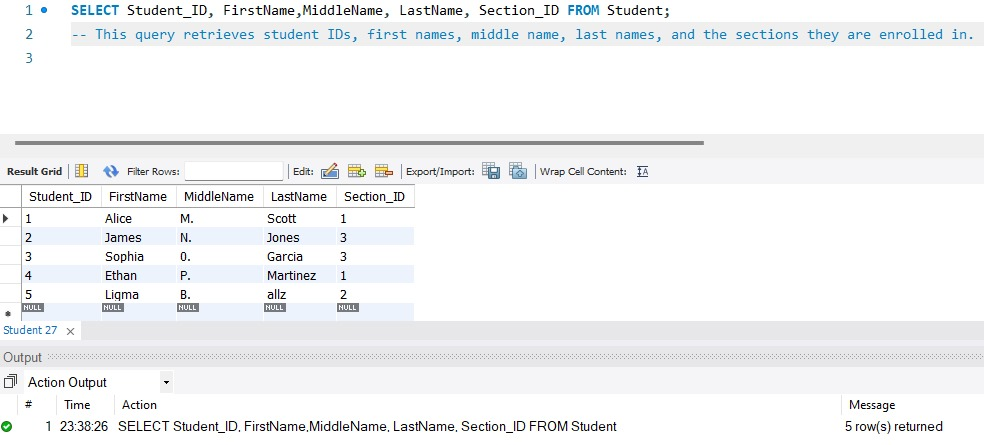 1 SELECT Student_ID, FirstName,MiddleName, LastName, Section_ID FROM Student;
2 -- This query retrieves student IDs, first names, middle name, last names, and the sections they are enrolled in.
3
Result Grid Filter Rows: Edit: Export/Import: Wrap Cell Content: IA
Student_ID FirstName MiddleName LastName Section_ID
1 Alice M. Scott 1
2 James N. Jones 3
3 Sophia 0. Garcia 3
4 Ethan P. Martinez 1
5 Ligma B. allz 2
NULL NULL NULL NULL NULL
Student 27 ×
Output
Action Output
# Time Action Message
1 23:38:26 SELECT Student_ID, FirstName,MiddleName, LastName, Section_ID FROM Student 5 row(s) returned